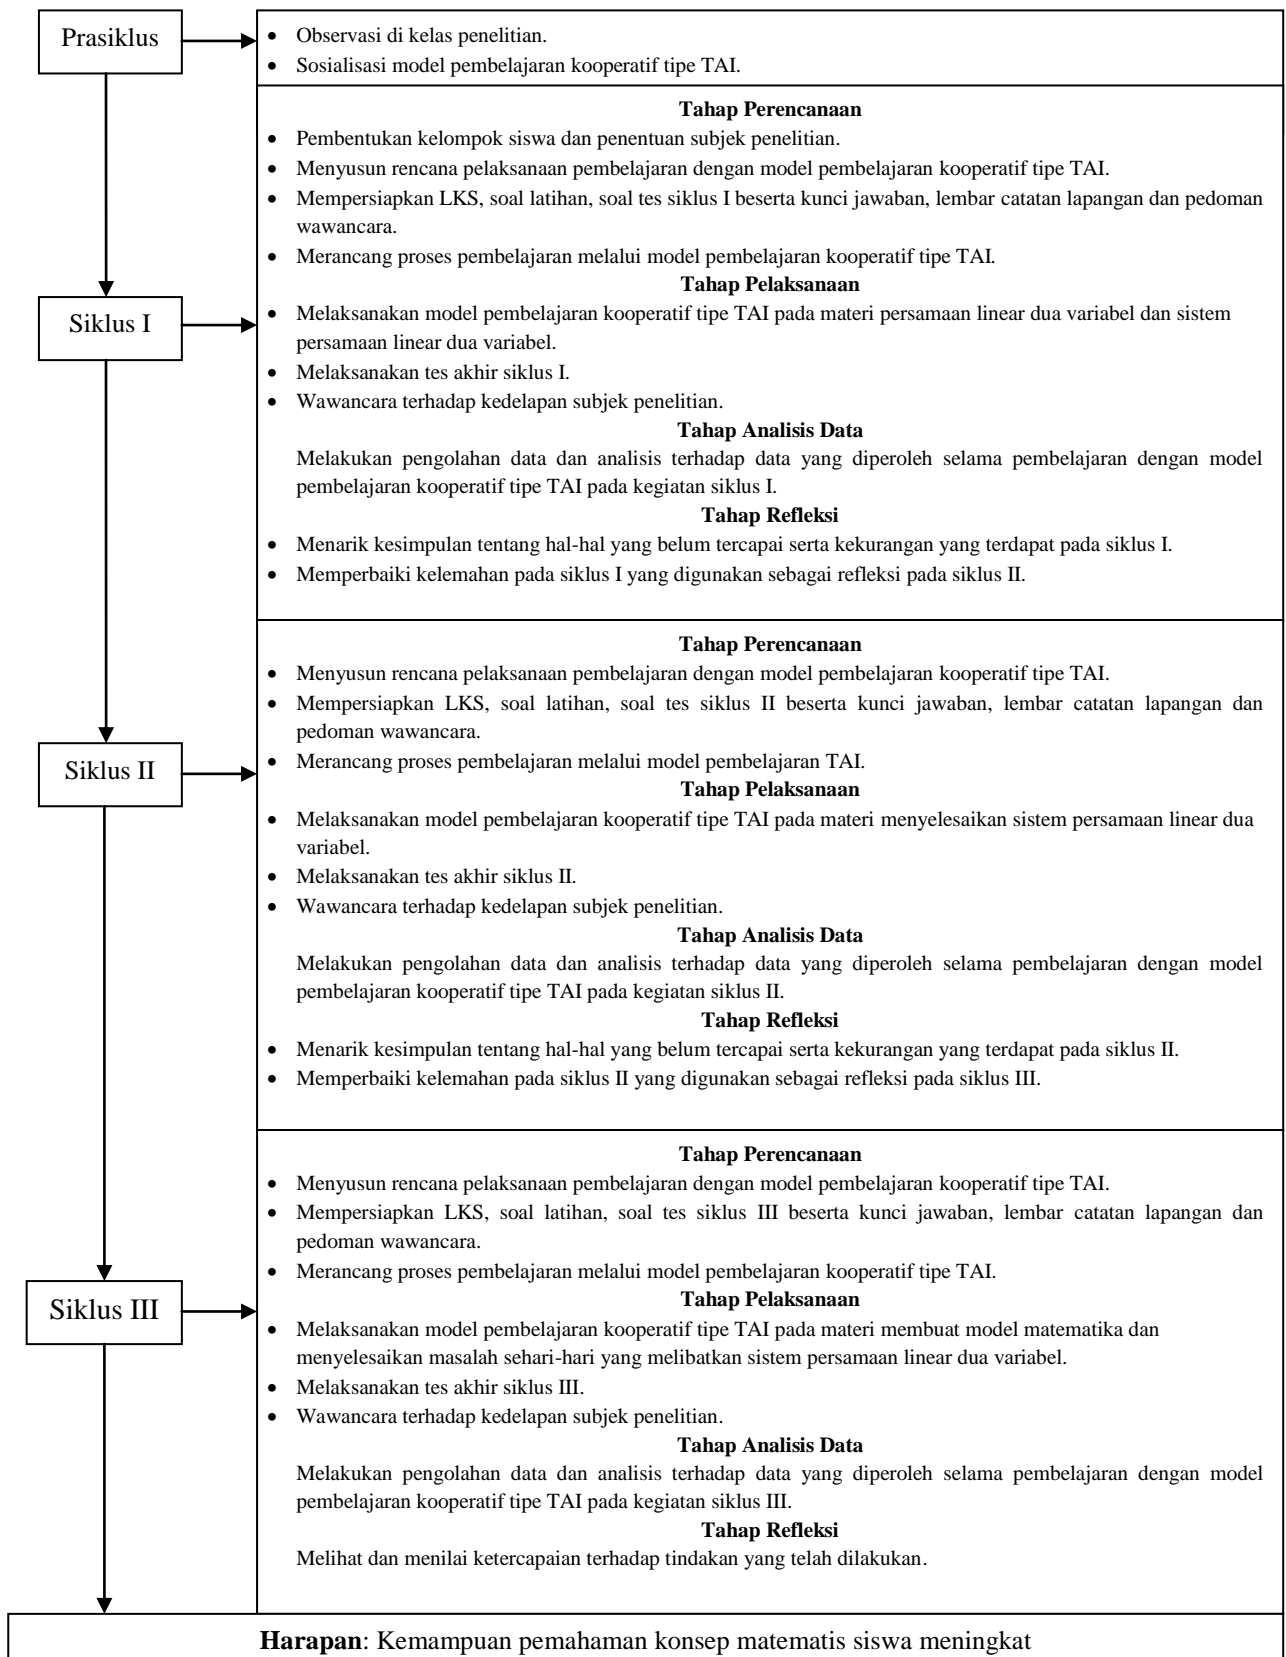 Prasiklus
• Observasi di kelas penelitian.
• Sosialisasi model pembelajaran kooperatif tipe TAI.
Tahap Perencanaan
• Pembentukan kelompok siswa dan penentuan subjek penelitian.
• Menyusun rencana pelaksanaan pembelajaran dengan model pembelajaran kooperatif tipe TAI.
• Mempersiapkan LKS, soal latihan, soal tes siklus I beserta kunci jawaban, lembar catatan lapangan dan pedoman
wawancara.
• Merancang proses pembelajaran melalui model pembelajaran kooperatif tipe TAI.
Tahap Pelaksanaan
Siklus I
• Melaksanakan model pembelajaran kooperatif tipe TAI pada materi persamaan linear dua variabel dan sistem
persamaan linear dua variabel.
• Melaksanakan tes akhir siklus I.
• Wawancara terhadap kedelapan subjek penelitian.
Tahap Analisis Data
Melakukan pengolahan data dan analisis terhadap data yang diperoleh selama pembelajaran dengan model
pembelajaran kooperatif tipe TAI pada kegiatan siklus I.
Tahap Refleksi
• Menarik kesimpulan tentang hal-hal yang belum tercapai serta kekurangan yang terdapat pada siklus I.
• Memperbaiki kelemahan pada siklus I yang digunakan sebagai refleksi pada siklus II.
Tahap Perencanaan
• Menyusun rencana pelaksanaan pembelajaran dengan model pembelajaran kooperatif tipe TAI.
• Mempersiapkan LKS, soal latihan, soal tes siklus II beserta kunci jawaban, lembar catatan lapangan dan
pedoman wawancara.
Siklus II
• Merancang proses pembelajaran melalui model pembelajaran TAI.
Tahap Pelaksanaan
• Melaksanakan model pembelajaran kooperatif tipe TAI pada materi menyelesaikan sistem persamaan linear dua
variabel.
• Melaksanakan tes akhir siklus II.
• Wawancara terhadap kedelapan subjek penelitian.
Tahap Analisis Data
Melakukan pengolahan data dan analisis terhadap data yang diperoleh selama pembelajaran dengan model
pembelajaran kooperatif tipe TAI pada kegiatan siklus II.
Tahap Refleksi
• Menarik kesimpulan tentang hal-hal yang belum tercapai serta kekurangan yang terdapat pada siklus II.
• Memperbaiki kelemahan pada siklus II yang digunakan sebagai refleksi pada siklus III.
Tahap Perencanaan
• Menyusun rencana pelaksanaan pembelajaran dengan model pembelajaran kooperatif tipe TAI.
• Mempersiapkan LKS, soal latihan, soal tes siklus III beserta kunci jawaban, lembar catatan lapangan dan
pedoman wawancara.
• Merancang proses pembelajaran melalui model pembelajaran kooperatif tipe TAI.
Siklus III
Tahap Pelaksanaan
• Melaksanakan model pembelajaran kooperatif tipe TAI pada materi membuat model matematika dan
menyelesaikan masalah sehari-hari yang melibatkan sistem persamaan linear dua variabel.
• Melaksanakan tes akhir siklus III.
• Wawancara terhadap kedelapan subjek penelitian.
Tahap Analisis Data
Melakukan pengolahan data dan analisis terhadap data yang diperoleh selama pembelajaran dengan model
pembelajaran kooperatif tipe TAI pada kegiatan siklus III.
Tahap Refleksi
Melihat dan menilai ketercapaian terhadap tindakan yang telah dilakukan.
Harapan: Kemampuan pemahaman konsep matematis siswa meningkat